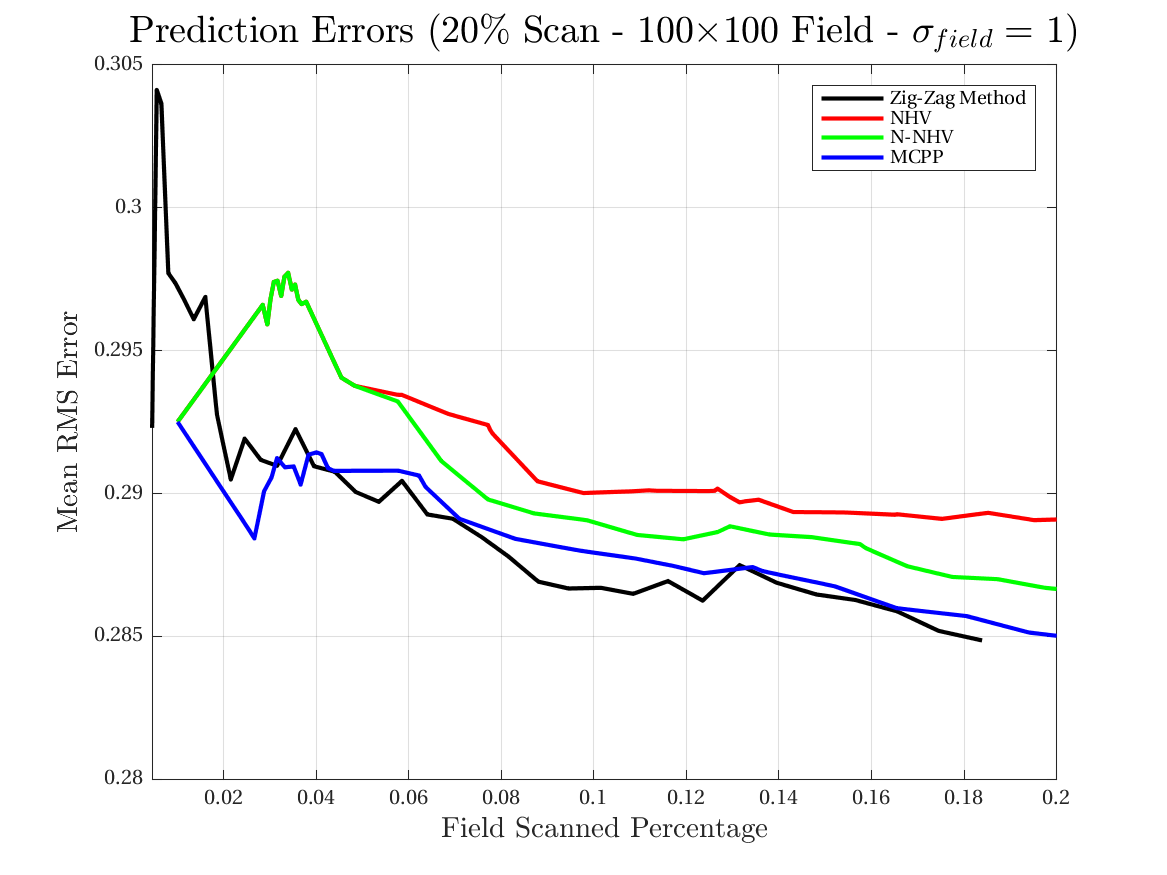 Prediction Errors (20% Scan - 100×100 Field - σ_field = 1)
0.305
0.3
0.295
0.29
0.285
0.28
Mean RMS Error
Zig-Zag Method
NHV
N-NHV
MCPP
0.02 0.04 0.06 0.08 0.1 0.12 0.14 0.16 0.18 0.2
Field Scanned Percentage